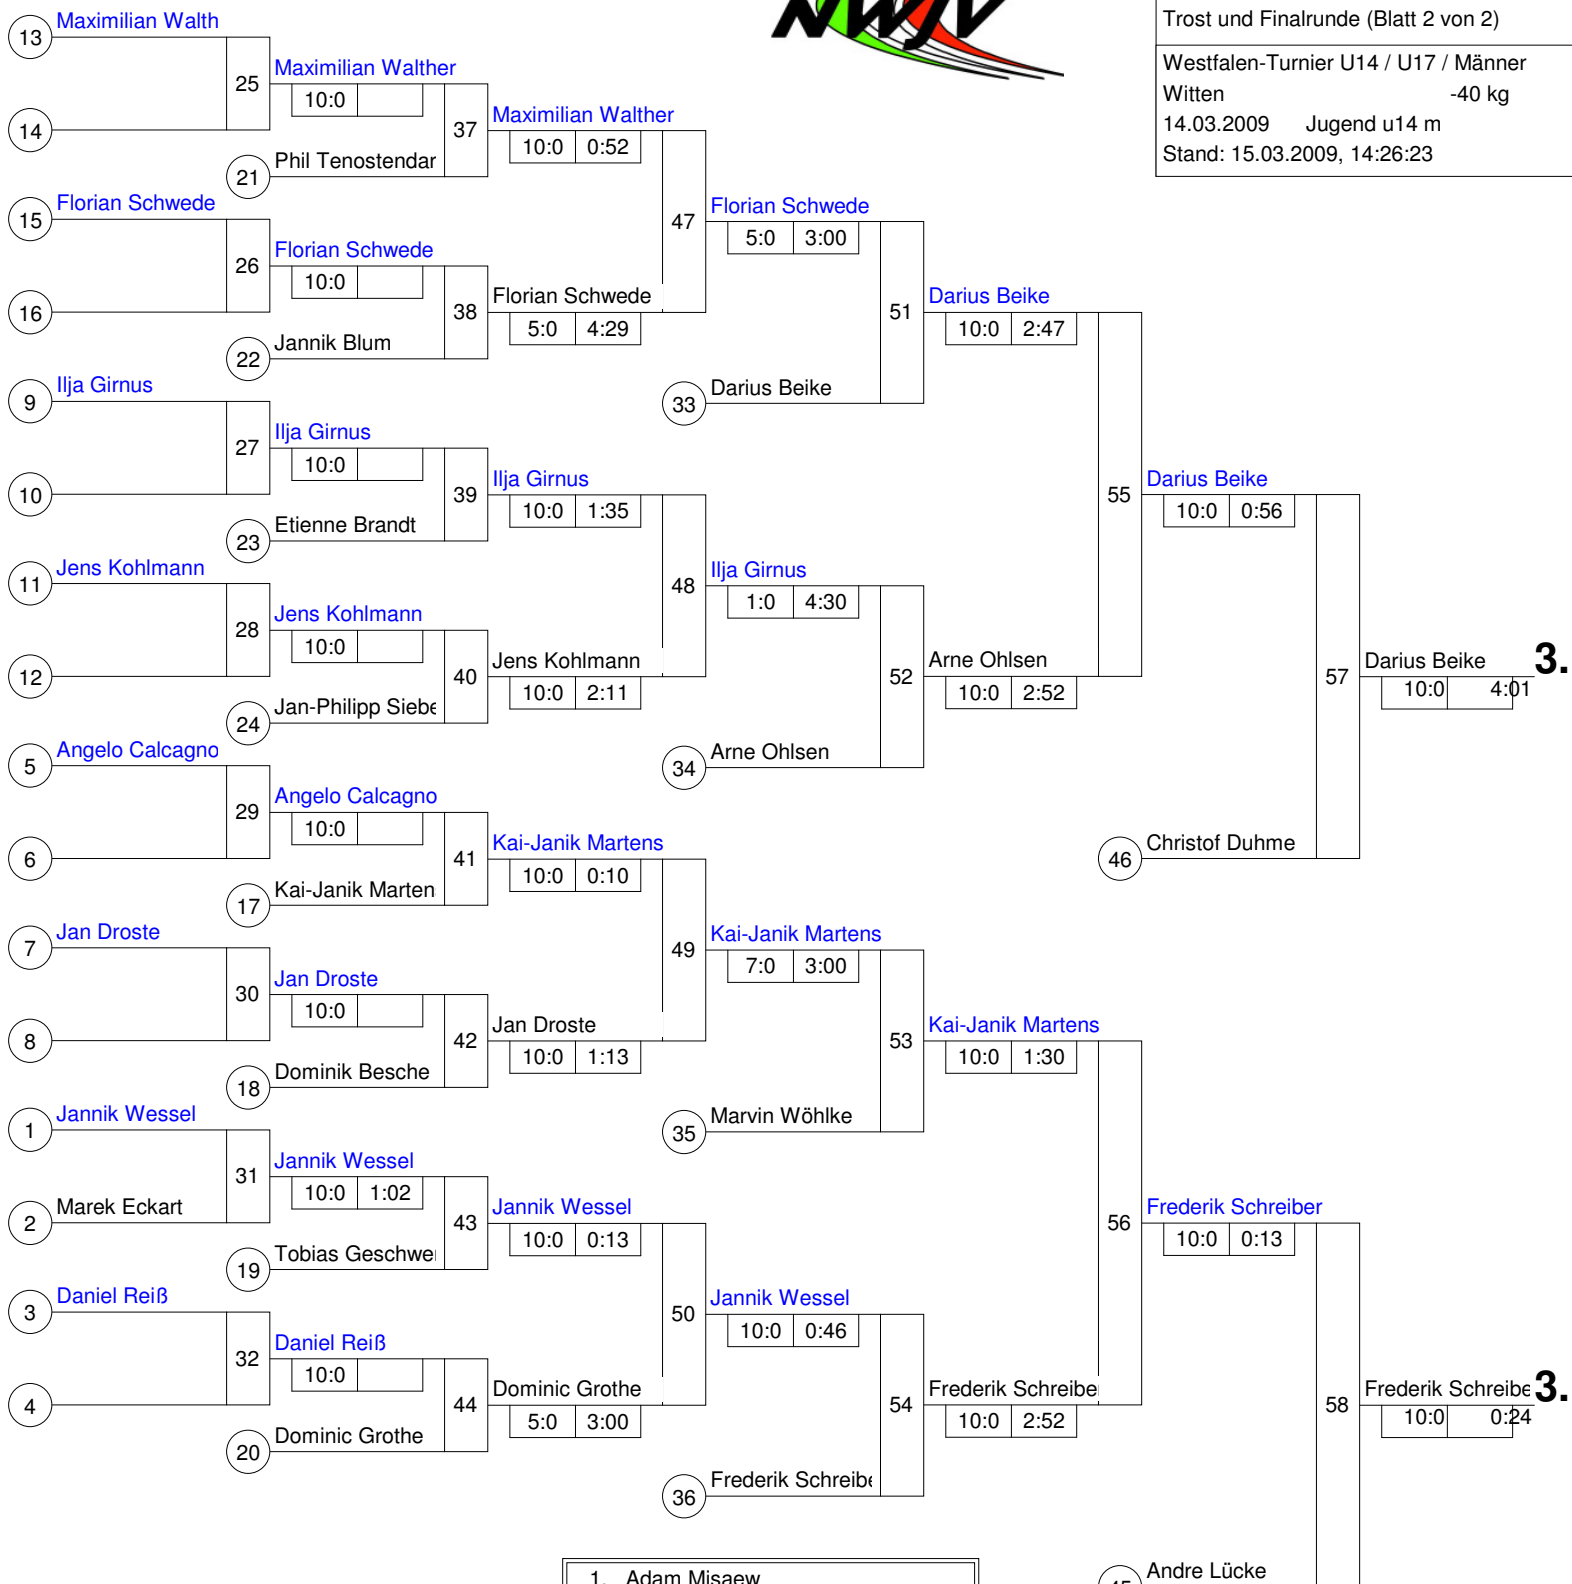 NWJV
Trost und Finalrunde (Blatt 2 von 2)
Westfalen-Turnier U14 / U17 / Männer
Witten -40 kg
14.03.2009 Jugend u14 m
Stand: 15.03.2009, 14:26:23
13 Maximilian Walth
25
14
Maximilian Walther
10:0
37
21 Phil Tenostendar
Maximilian Walther
10:0 0:52
15 Florian Schwede
26
16
Florian Schwede
10:0
38
22 Jannik Blum
Florian Schwede
5:0 4:29
47
Florian Schwede
5:0 3:00
51
33 Darius Beike
Darius Beike
10:0 2:47
9 Ilja Girnus
27
10
Ilja Girnus
10:0
39
23 Etienne Brandt
Ilja Girnus
10:0 1:35
11 Jens Kohlmann
28
12
Jens Kohlmann
10:0
40
24 Jan-Philipp Siebe
Jens Kohlmann
10:0 2:11
48
Ilja Girnus
1:0 4:30
52
34 Arne Ohlsen
Arne Ohlsen
10:0 2:52
55
Darius Beike
10:0 0:56
57
46 Christof Duhme
Darius Beike 3.
10:0 4:01
5 Angelo Calcagno
29
6
Angelo Calcagno
10:0
41
17 Kai-Janik Marten
Kai-Janik Martens
10:0 0:10
7 Jan Droste
30
8
Jan Droste
10:0
42
18 Dominik Besche
Jan Droste
10:0 1:13
49
Kai-Janik Martens
7:0 3:00
53
35 Marvin Wöhlke
Kai-Janik Martens
10:0 1:30
1 Jannik Wessel
31
2 Marek Eckart
Jannik Wessel
10:0 1:02
43
19 Tobias Geschwe
Jannik Wessel
10:0 0:13
3 Daniel Reiß
32
4
Daniel Reiß
10:0
44
20 Dominic Grothe
Dominic Grothe
5:0 3:00
50
Jannik Wessel
10:0 0:46
54
36 Frederik Schreibe
Frederik Schreibe
10:0 2:52
56
Frederik Schreiber
10:0 0:13
58
Frederik Schreibe 3.
10:0 0:24
Andre Lücke
1. Adam Misaew